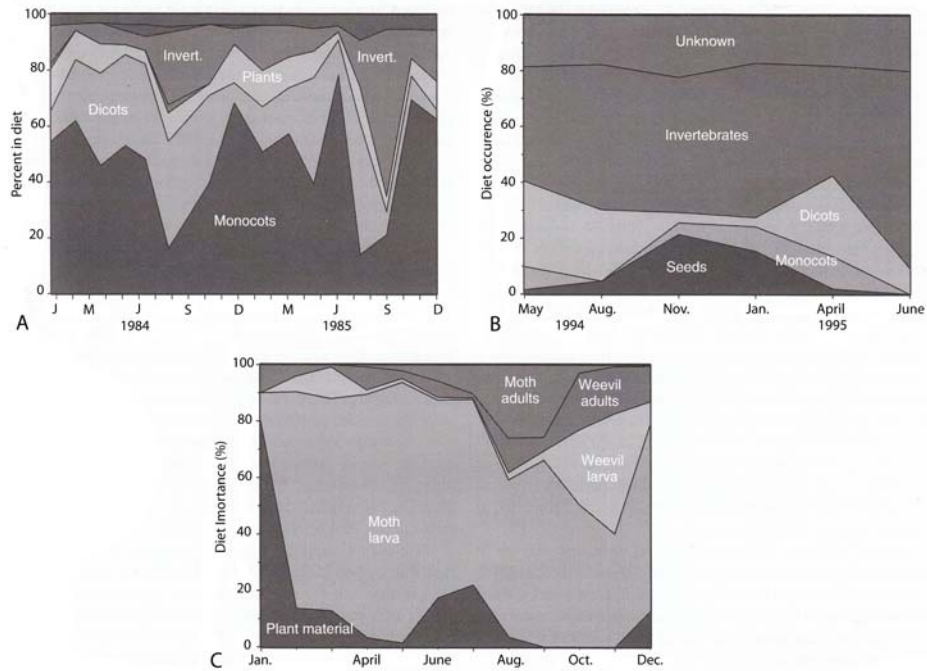 100
80
60
40
20
0
Percent in diet
Invert.
Invert.
Plants
Dicots
Monocots
J M J S D M J S D
1984 1985
A
100
80
60
40
20
0
Diet occurence (%)
Unknown
Invertebrates
Dicots
Monocots
Seeds
May Aug. Nov. Jan. April June
1994 1995
B
100
80
60
40
20
0
Diet Imortance (%)
Moth
adults
Weevil
adults
Weevil
larva
Moth
larva
Plant material
Jan. April June Aug. Oct. Dec.
C